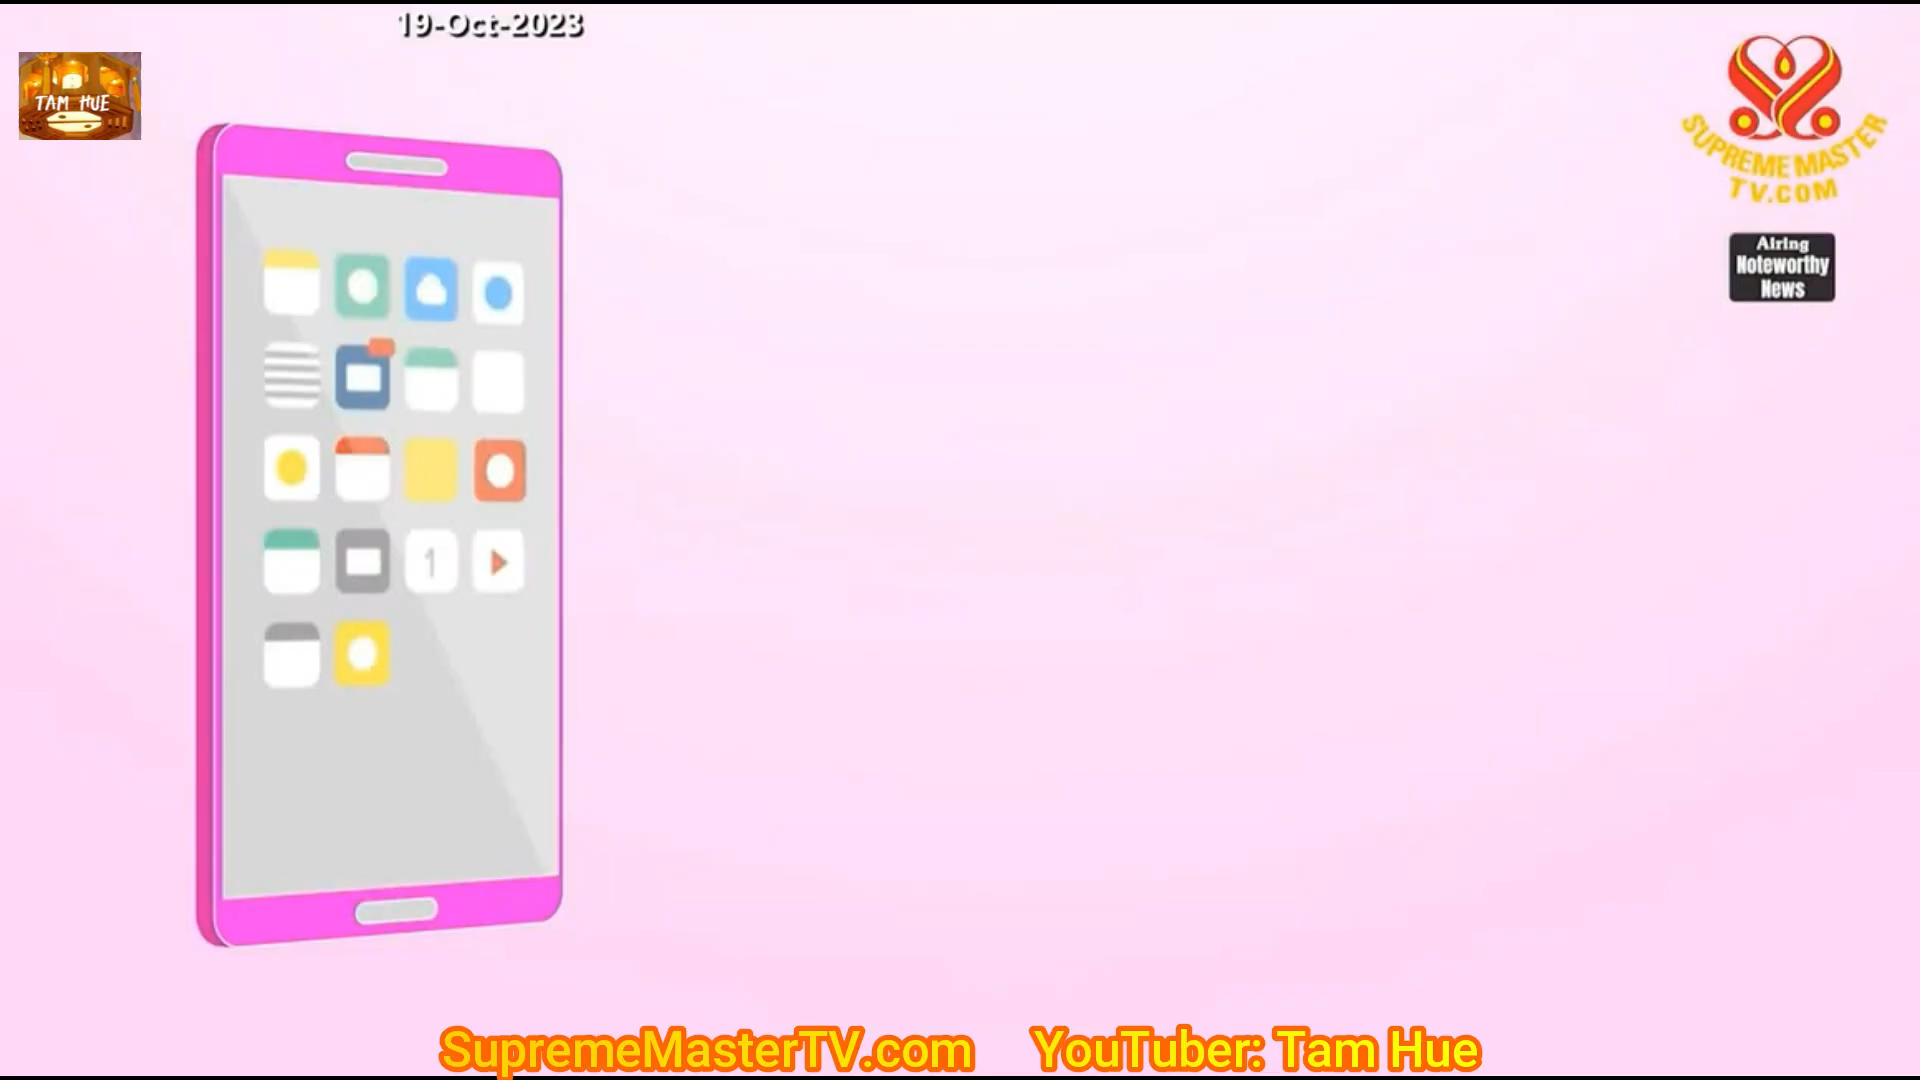 19-Oct-2023
TAM HUE
SUPREME MASTER
TV.COM
Airing
Noteworthy
News
1
SupremeMasterTV.com YouTuber: Tam Hue